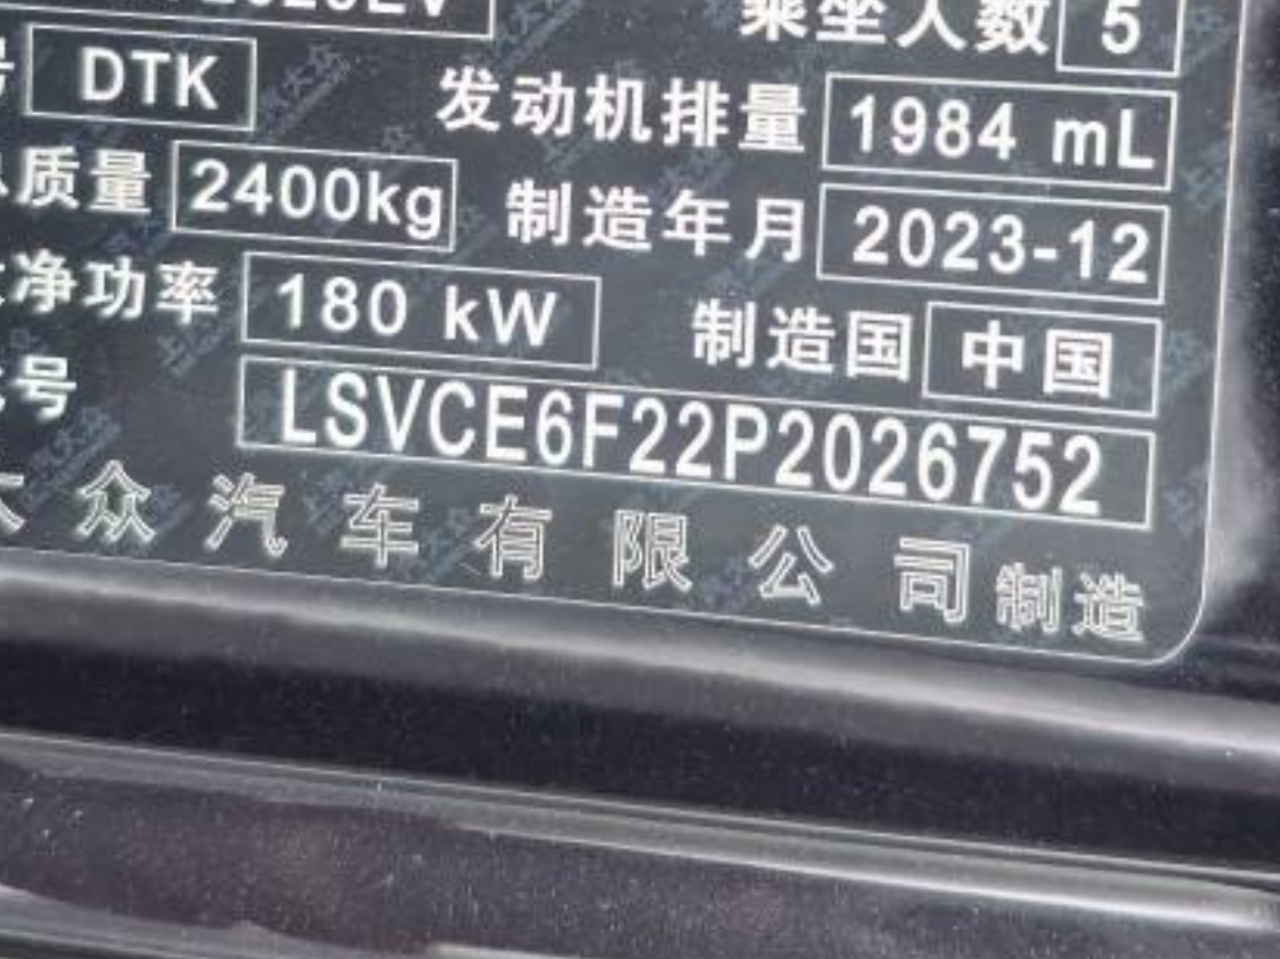 乘坐人数 5
DTK 发动机排量 1984 mL
质量 2400kg 制造年月 2023-12
净功率 180 kW 制造国 中国
号 LSVCE6F22P2026752
大众汽车有限公司制造